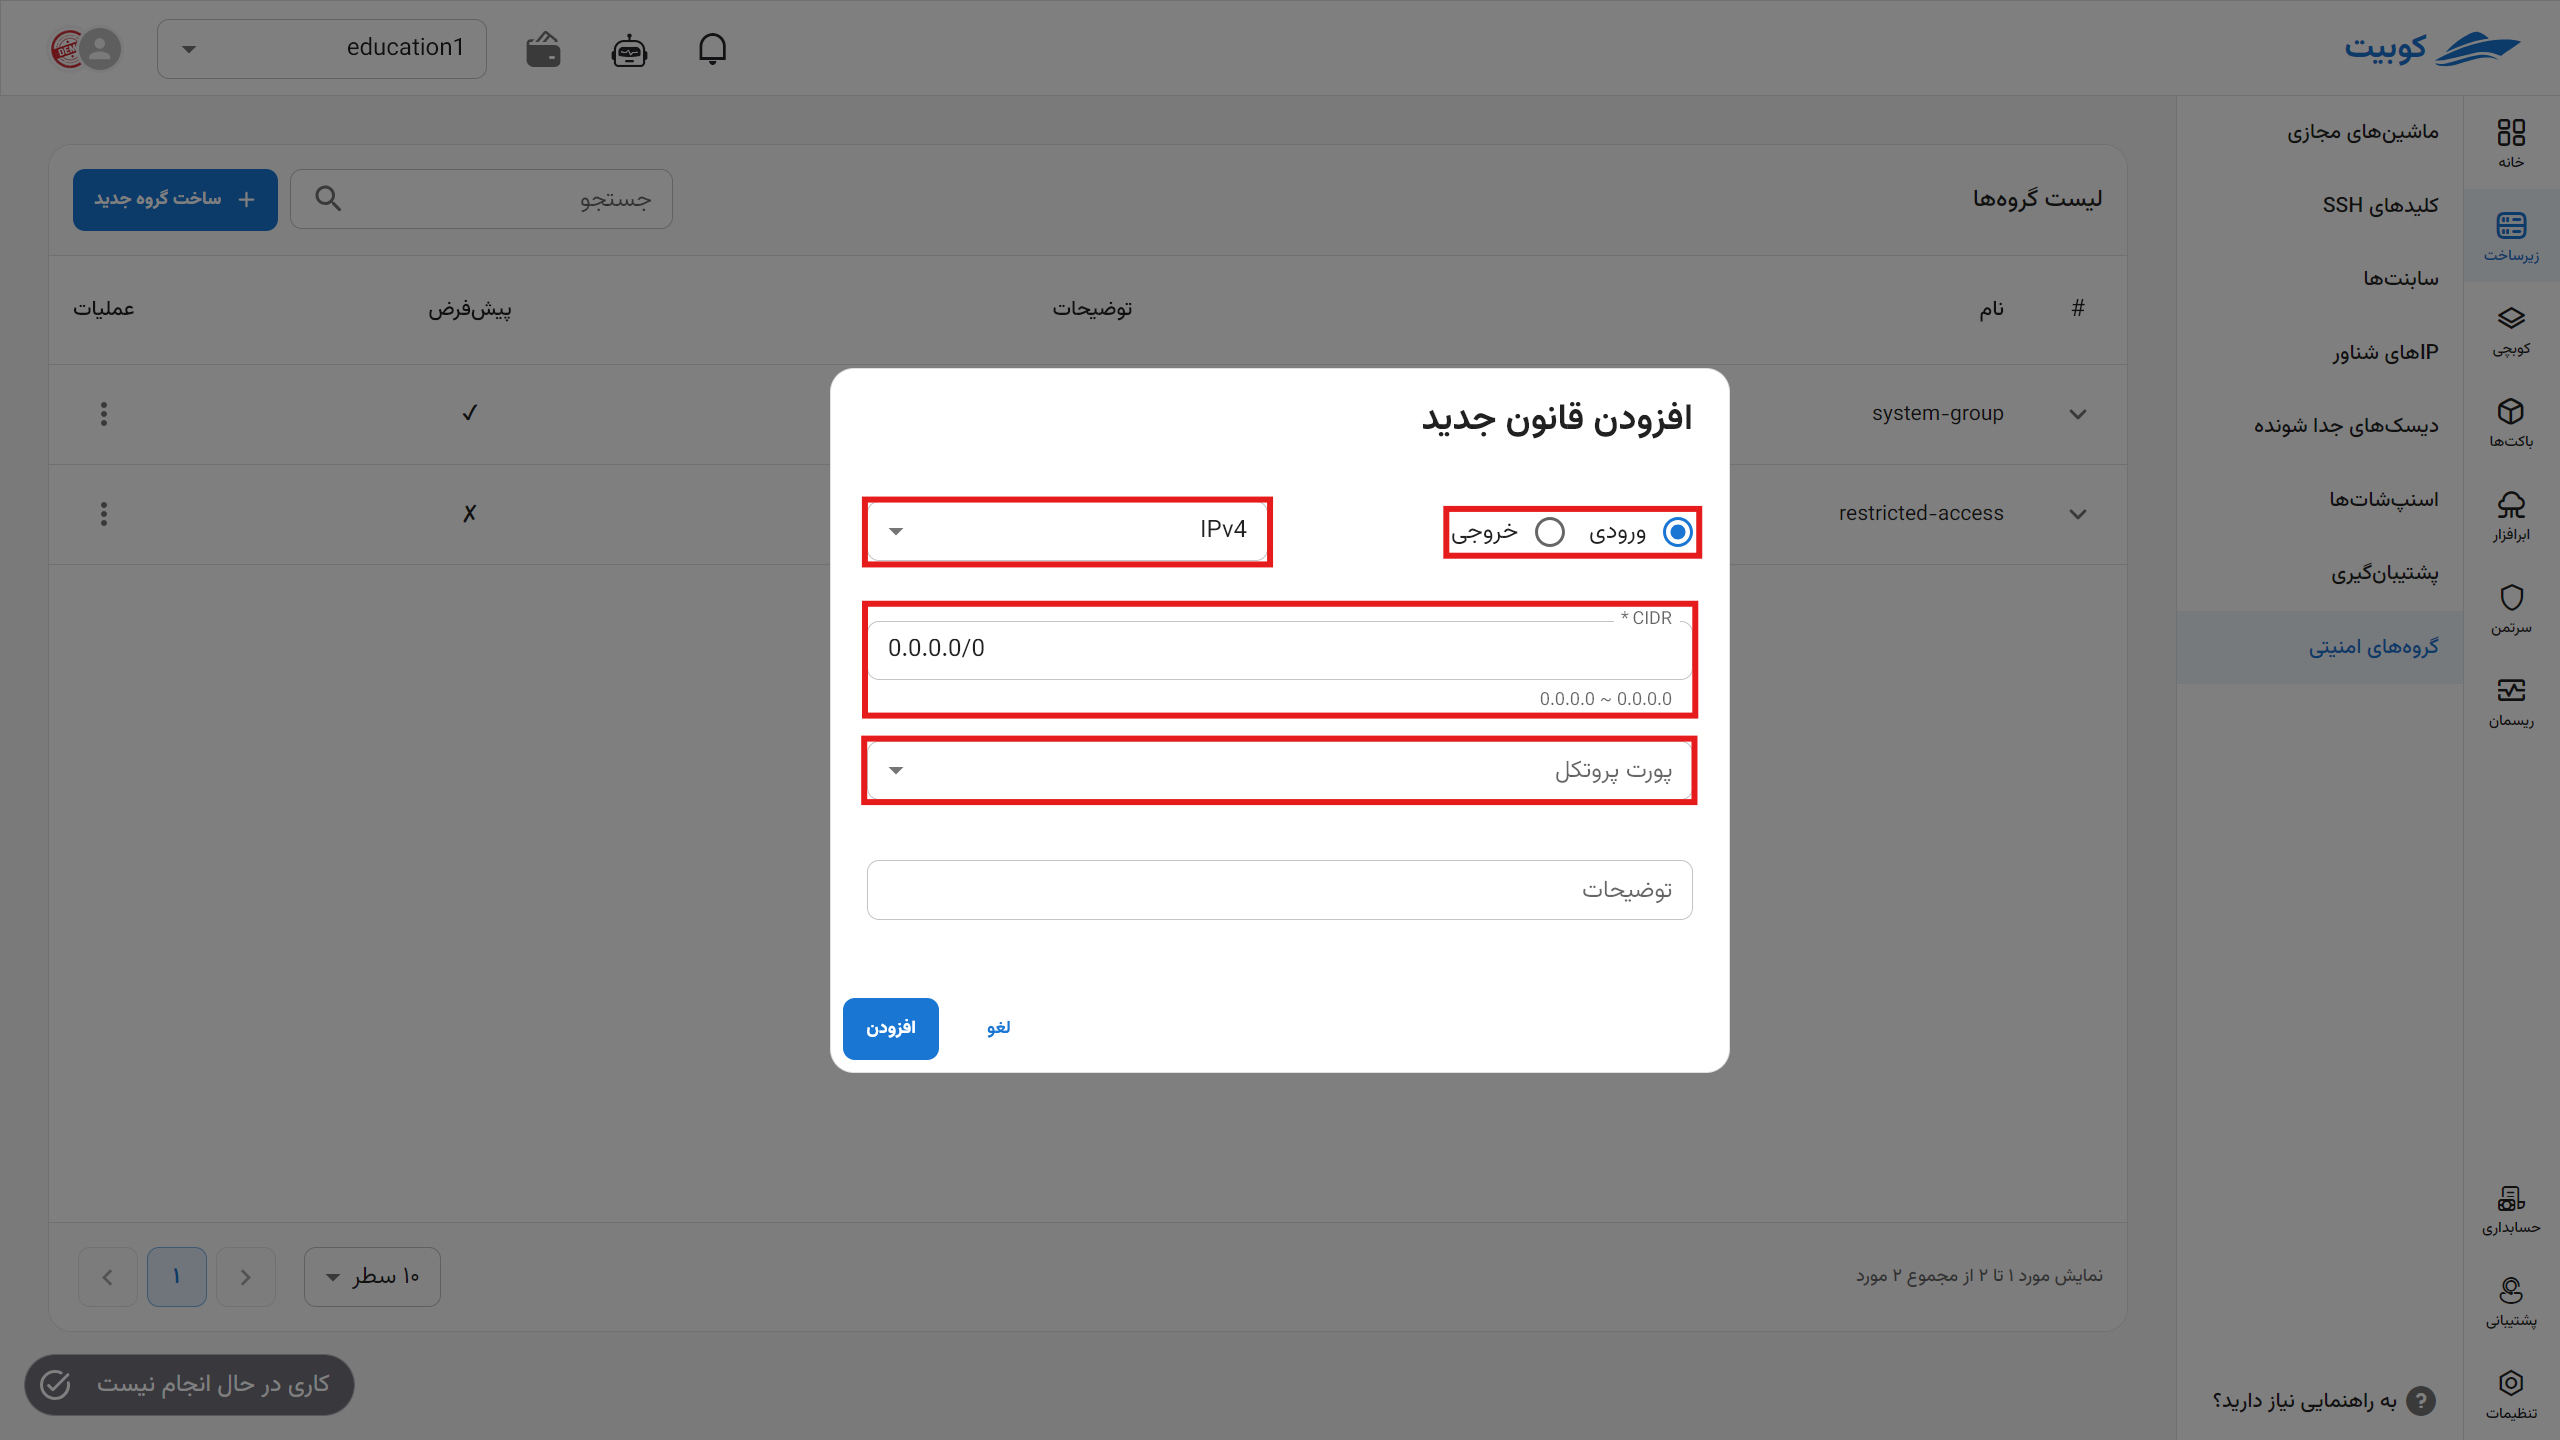 کوبیت
education1
DEM
خانه
زیرساخت
کوبچی
باکت‌ها
ابرافزار
سرتمن
ریسمان
حسابداری
پشتیبانی
تنظیمات
ماشین‌های مجازی
کلیدهای SSH
سابنت‌ها
IPهای شناور
دیسک‌های جدا شونده
اسنپ‌شات‌ها
پشتیبان‌گیری
گروه‌های امنیتی
به راهنمایی نیاز دارید؟
لیست گروه‌ها
جستجو
ساخت گروه جدید
# نام توضیحات پیش‌فرض عملیات
system-group ✓
restricted-access ✗
افزودن قانون جدید
ورودی خروجی IPv4
CIDR *
0.0.0.0/0
0.0.0.0 ~ 0.0.0.0
پورت پروتکل
توضیحات
لغو افزودن
نمایش مورد ۱ تا ۲ از مجموع ۲ مورد
۱۰ سطر
۱
کاری در حال انجام نیست